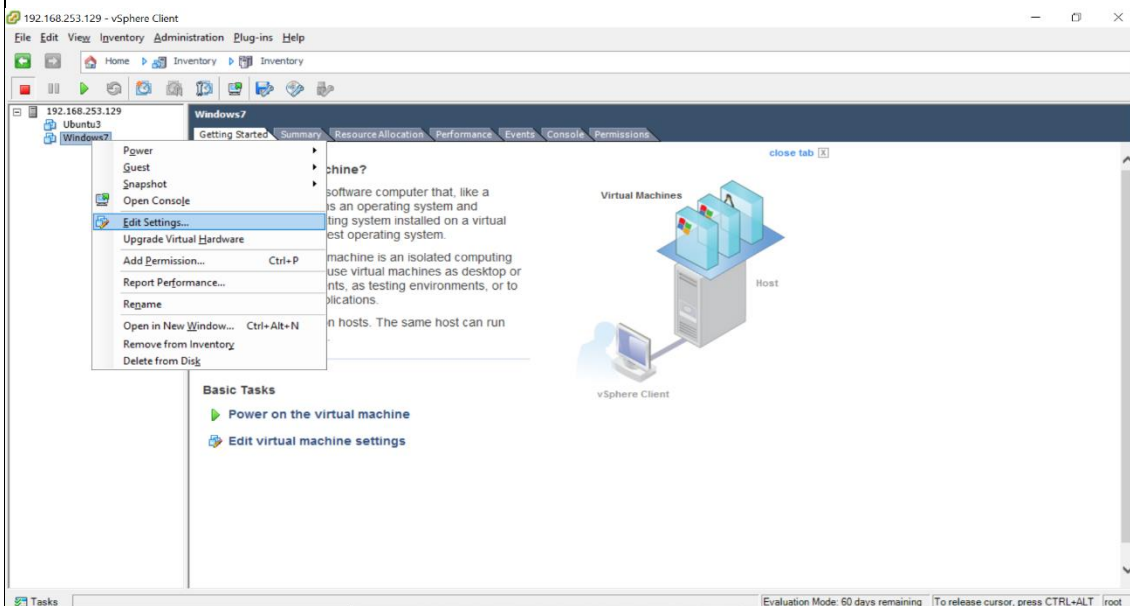 192.168.253.129 - vSphere Client
File Edit View Inventory Administration Plug-ins Help
Home Inventory Inventory
192.168.253.129
Ubuntu3
Windows7
Windows7
Getting Started Summary Resource Allocation Performance Events Console Permissions
close tab X
Power
Guest
Snapshot
Open Console
Edit Settings...
Upgrade Virtual Hardware
Add Permission... Ctrl+P
Report Performance...
Rename
Open in New Window... Ctrl+Alt+N
Remove from Inventory
Delete from Disk
chine?
software computer that, like a
ns an operating system and
ting system installed on a virtual
est operating system.
machine is an isolated computing
use virtual machines as desktop or
nts, as testing environments, or to
plications.
n hosts. The same host can run
Virtual Machines
Host
vSphere Client
Basic Tasks
Power on the virtual machine
Edit virtual machine settings
Tasks
Evaluation Mode: 60 days remaining To release cursor, press CTRL+ALT root